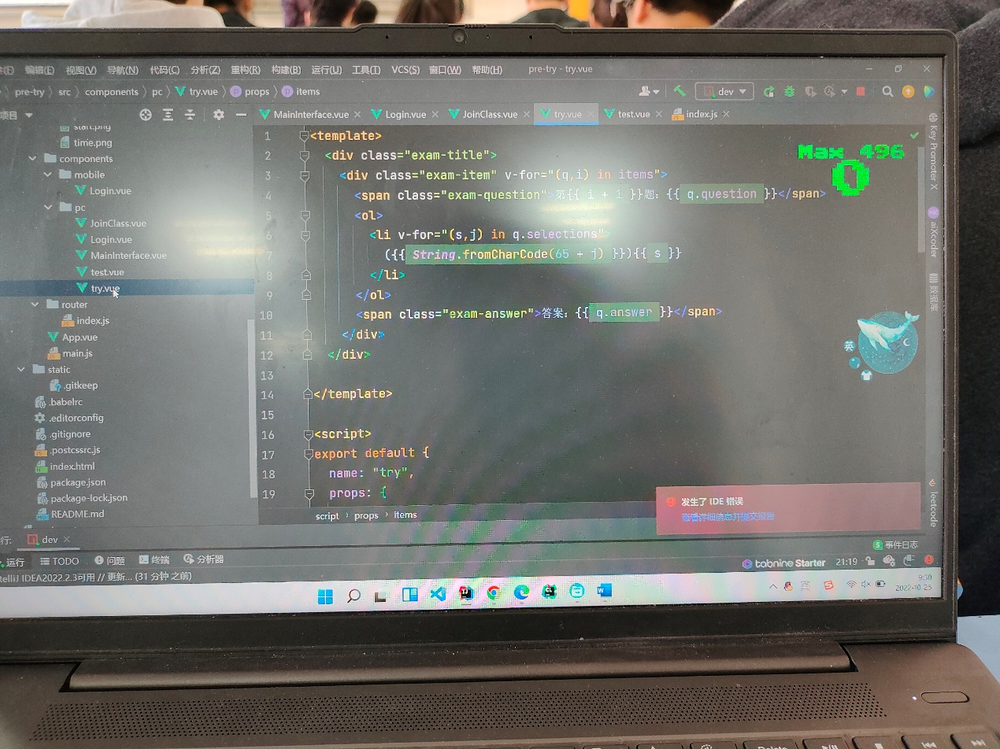 编辑(E) 视图(V) 导航(N) 代码(C) 分析(Z) 重构(R) 构建(B) 运行(U) 工具(T) VCS(S) 窗口(W) 帮助(H) pre-try - try.vue
pre-try src components pc try.vue props items
dev
项目
MainInterface.vue Login.vue JoinClass.vue try.vue test.vue index.js
start.png
time.png
components
mobile
Login.vue
pc
JoinClass.vue
Login.vue
MainInterface.vue
test.vue
try.vue
router
index.js
App.vue
main.js
static
.gitkeep
.babelrc
.editorconfig
.gitignore
.postcssrc.js
index.html
package.json
package-lock.json
README.md
1 <template>
2 <div class="exam-title">
3 <div class="exam-item" v-for="(q,i) in items">
4 <span class="exam-question">第{{ i + 1 }}题：{{ q.question }}</span>
5 <ol>
6 <li v-for="(s,j) in q.selections">
7 ({{ String.fromCharCode(65 + j) }}){{ s }}
8 </li>
9 </ol>
10 <span class="exam-answer">答案：{{ q.answer }}</span>
11 </div>
12 </div>
13
14 </template>
15
16 <script>
17 export default {
18 name: "try",
19 props: {
script props items
Max 496
英
Key Promoter X
aiXcoder
数据库
leetcode
发生了 IDE 错误
查看详细信息并提交报告
dev
运行 TODO 问题 终端 分析器
5 事件日志
tabnine Starter 21:19
telliJ IDEA2022.2.3可用 // 更新... (31 分钟 之前)
英
9:30
2022-10-25
Delete